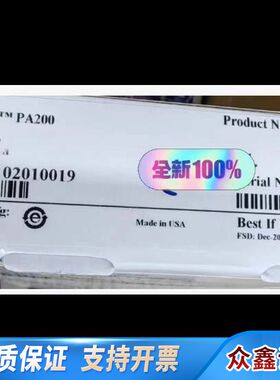 ™ PA200
Product N
全新100%
02010019
rial N
Made in USA
Best If
FSD: Dec-20
质保证 支持开票
众鑫